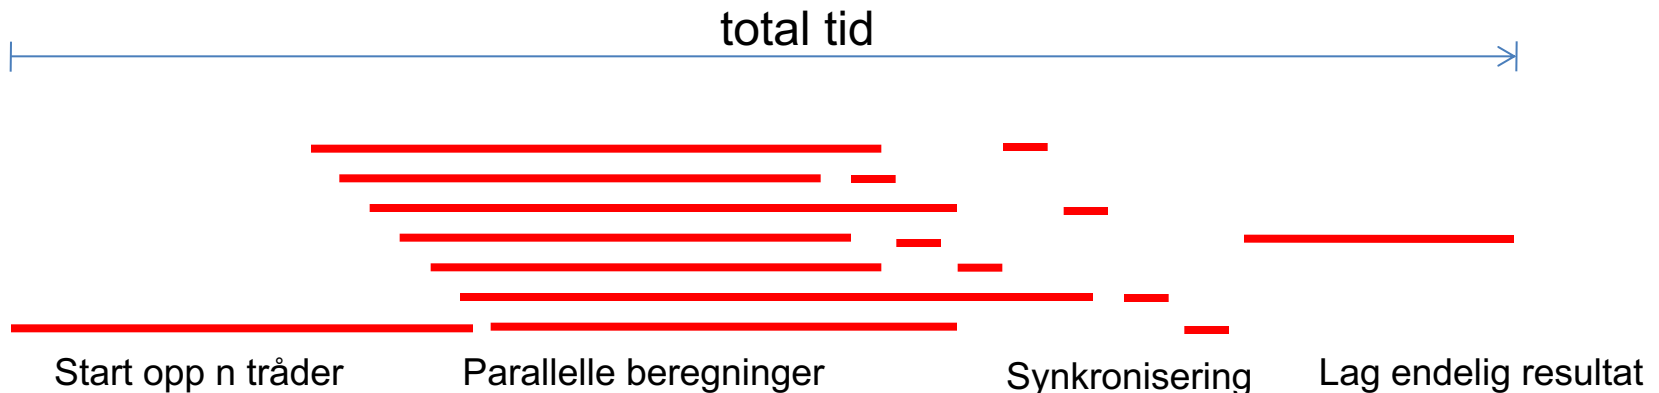 total tid
Start opp n tråder
Parallelle beregninger
Synkronisering
Lag endelig resultat